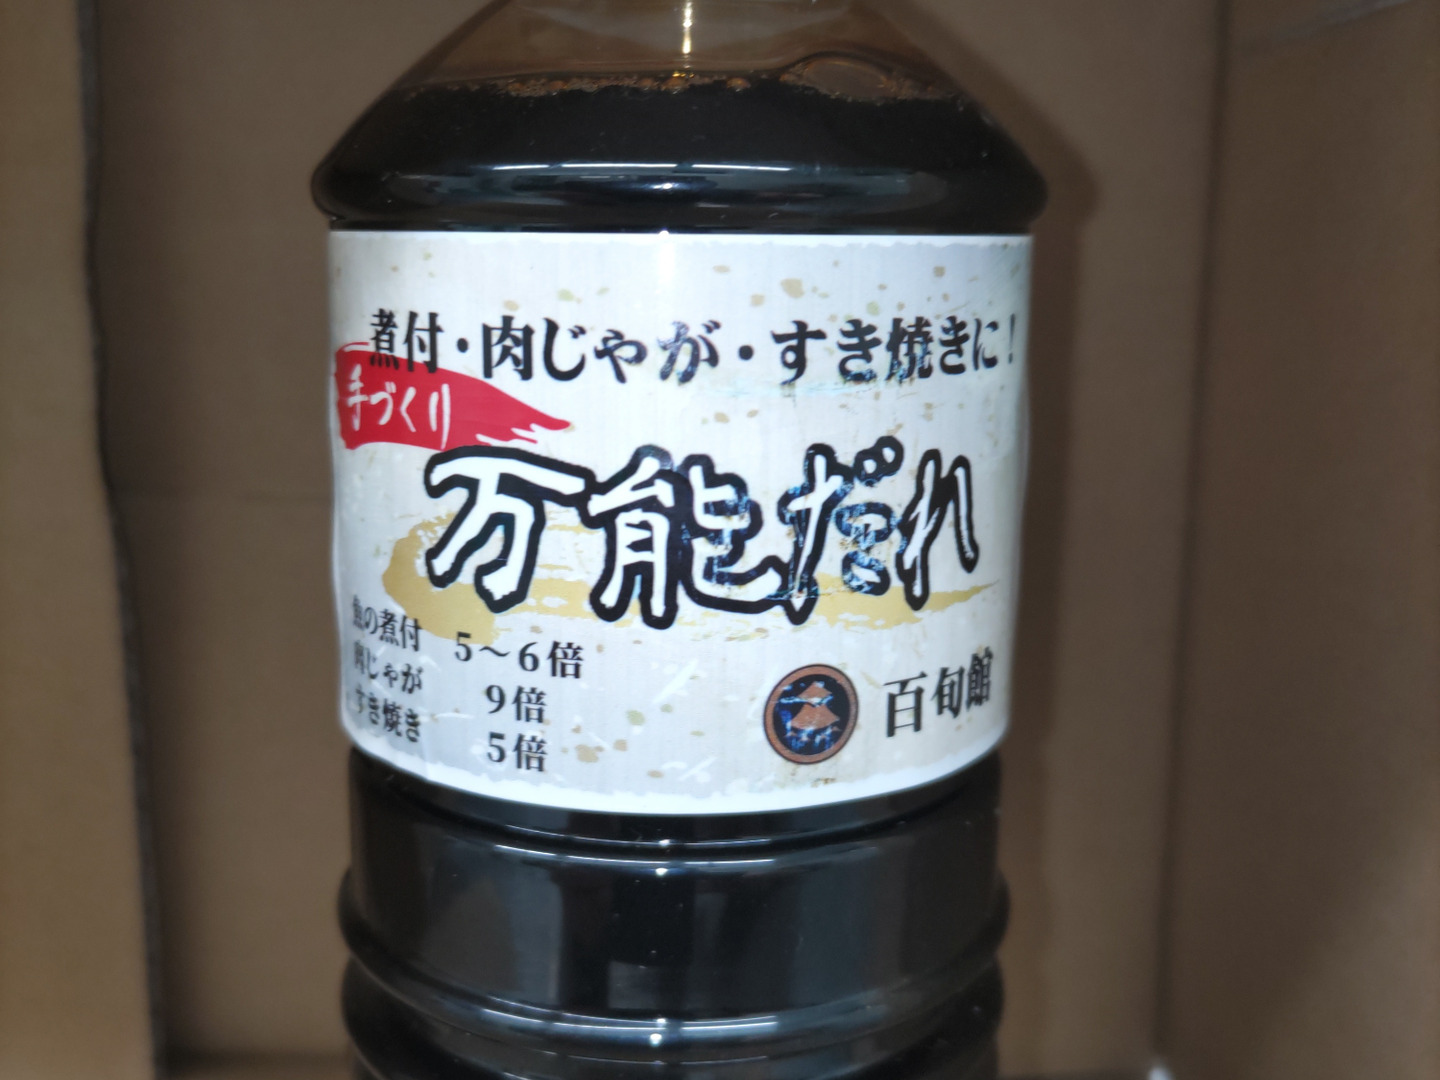 煮付・肉じゃが・すき焼きに!
手づくり
万能だれ
魚の煮付 5～6倍
肉じゃが 9倍
すき焼き 5倍
百旬館